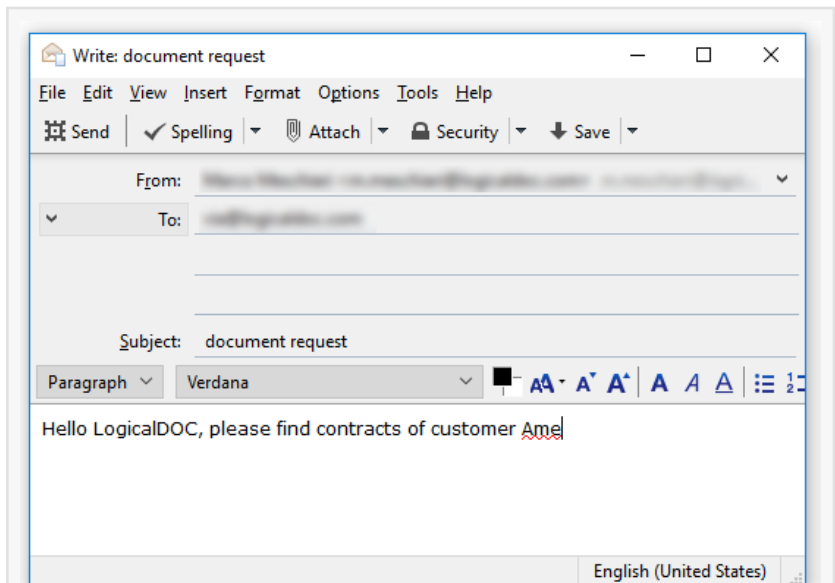 Write: document request
File Edit View Insert Format Options Tools Help
Send Spelling Attach Security Save
From:
To:
Subject: document request
Paragraph Verdana
Hello LogicalDOC, please find contracts of customer Ame
English (United States)